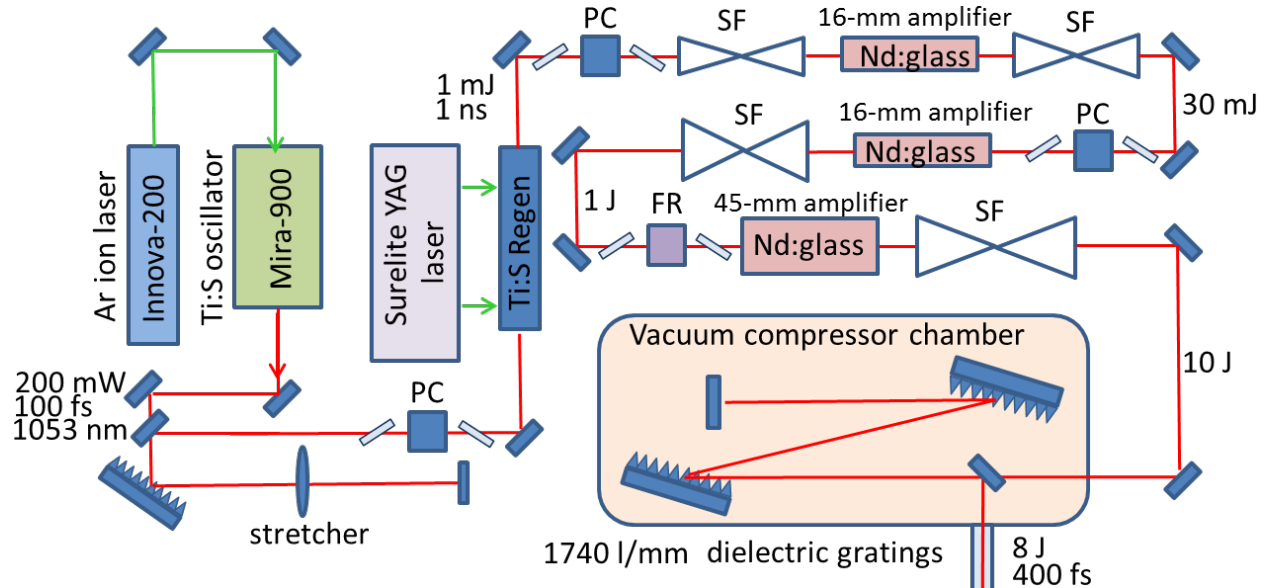 PC
SF
16-mm amplifier
SF
Nd:glass
1 mJ
1 ns
30 mJ
SF
16-mm amplifier
PC
Nd:glass
Ar ion laser
Innova-200
Ti:S oscillator
Mira-900
Surelite YAG
laser
Ti:S Regen
1 J
FR
45-mm amplifier
SF
Nd:glass
Vacuum compressor chamber
10 J
200 mW
100 fs
1053 nm
PC
stretcher
1740 l/mm dielectric gratings
8 J
400 fs